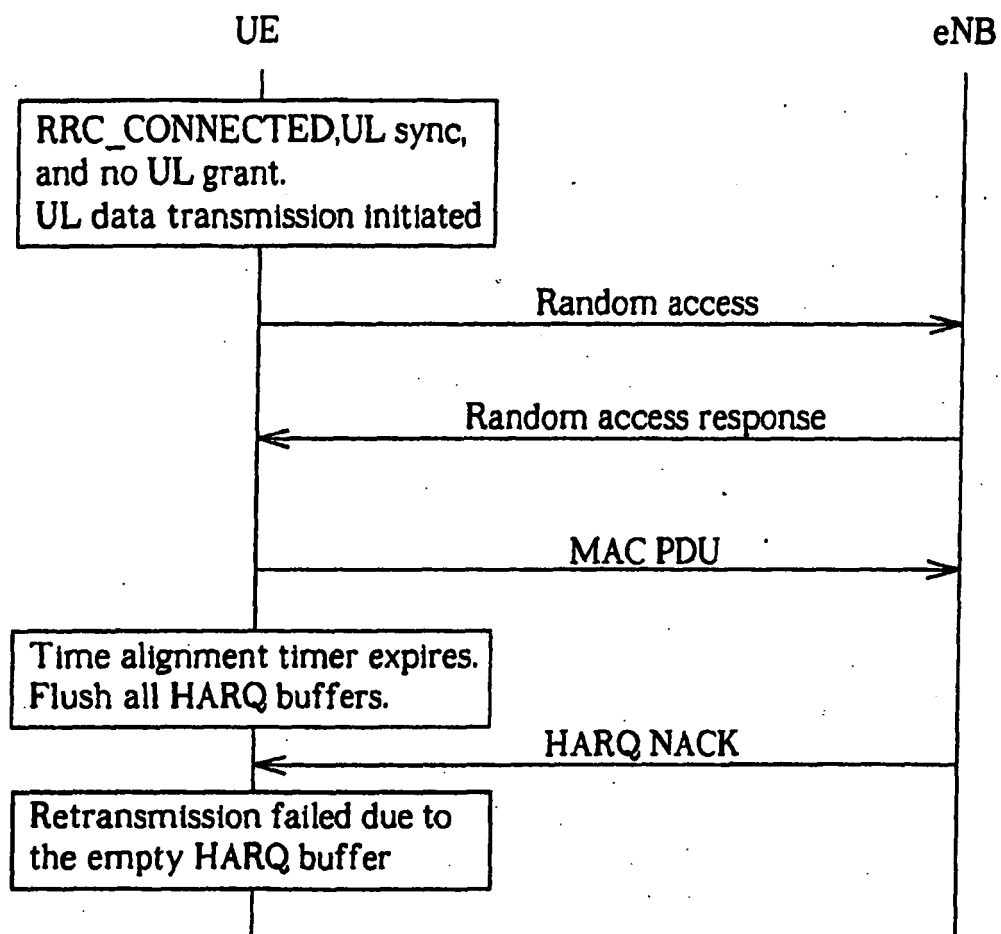 UE
eNB
RRC_CONNECTED,UL sync,
and no UL grant.
UL data transmission initiated
Random access
Random access response
MAC PDU
Time alignment timer expires.
Flush all HARQ buffers.
HARQ NACK
Retransmission failed due to
the empty HARQ buffer